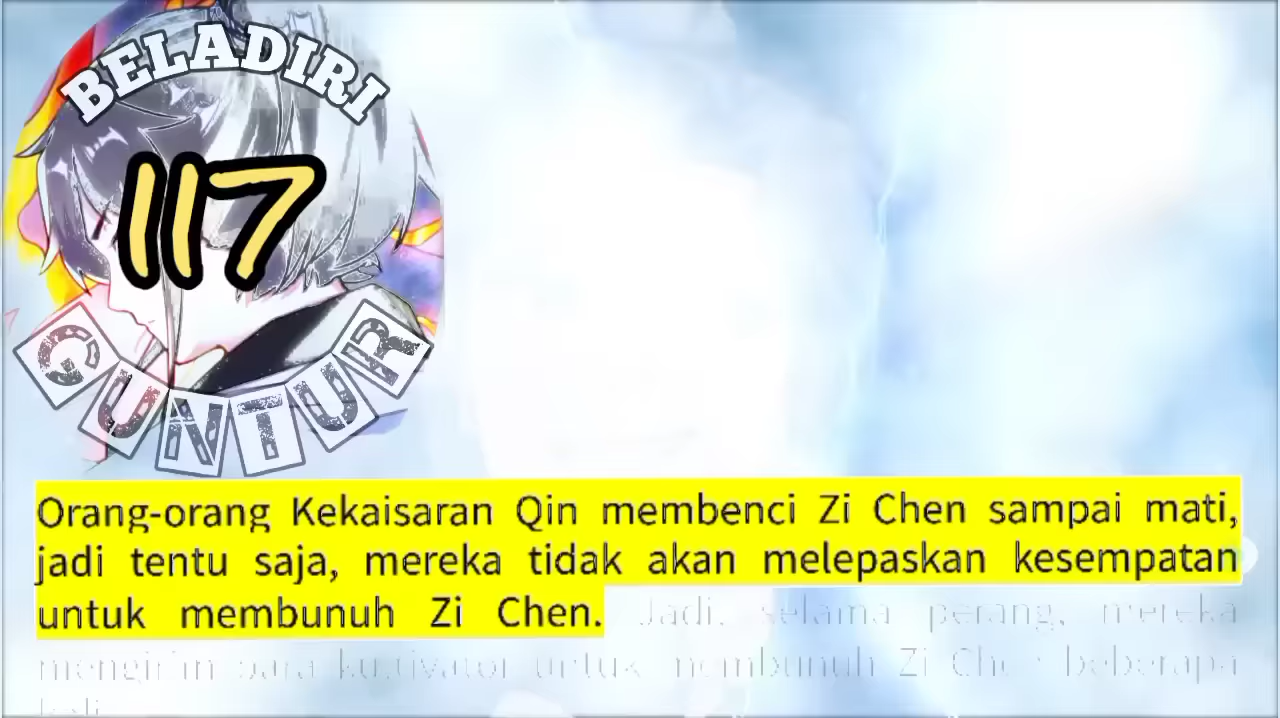 BELADIRI
117
GUNTUR
Orang-orang Kekaisaran Qin membenci Zi Chen sampai mati,
jadi tentu saja, mereka tidak akan melepaskan kesempatan
untuk membunuh Zi Chen. Jadi, selama perang, mereka
mengirim para kultivator untuk membunuh Zi Chen beberapa